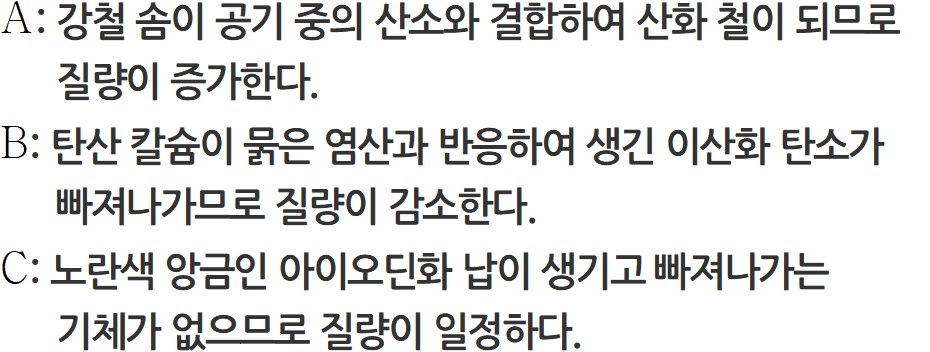 A: 강철 솜이 공기 중의 산소와 결합하여 산화 철이 되므로
질량이 증가한다.
B: 탄산 칼슘이 묽은 염산과 반응하여 생긴 이산화 탄소가
빠져나가므로 질량이 감소한다.
C: 노란색 앙금인 아이오딘화 납이 생기고 빠져나가는
기체가 없으므로 질량이 일정하다.